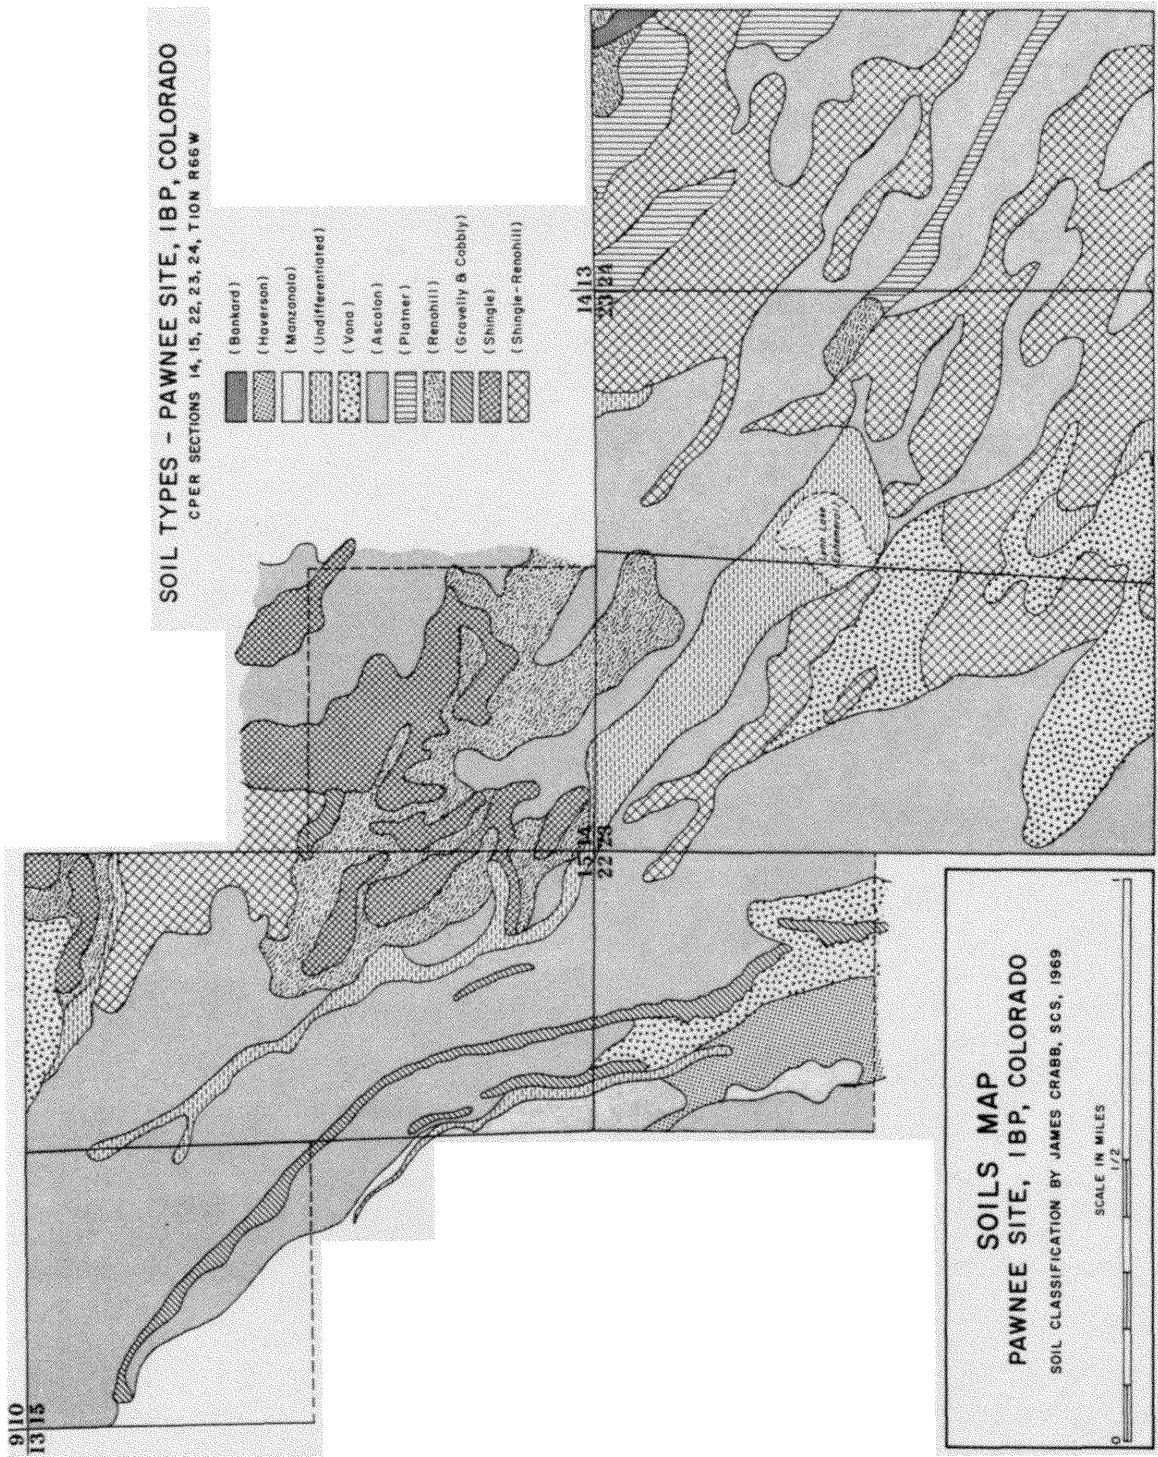 SOIL TYPES - PAWNEE SITE, IBP, COLORADO
CPER SECTIONS 14, 15, 22, 23, 24, T10N R66W
(Bankard)
(Haverson)
(Manzanola)
(Undifferentiated)
(Vona)
(Ascalon)
(Platner)
(Renohill)
(Gravelly & Cobbly)
(Shingle)
(Shingle-Renohill)
9 10
13 15
14 13
23 24
15 14
22 23
SOILS MAP
PAWNEE SITE, IBP, COLORADO
SOIL CLASSIFICATION BY JAMES CRABB, SCS, 1969
SCALE IN MILES
0 1/2 1